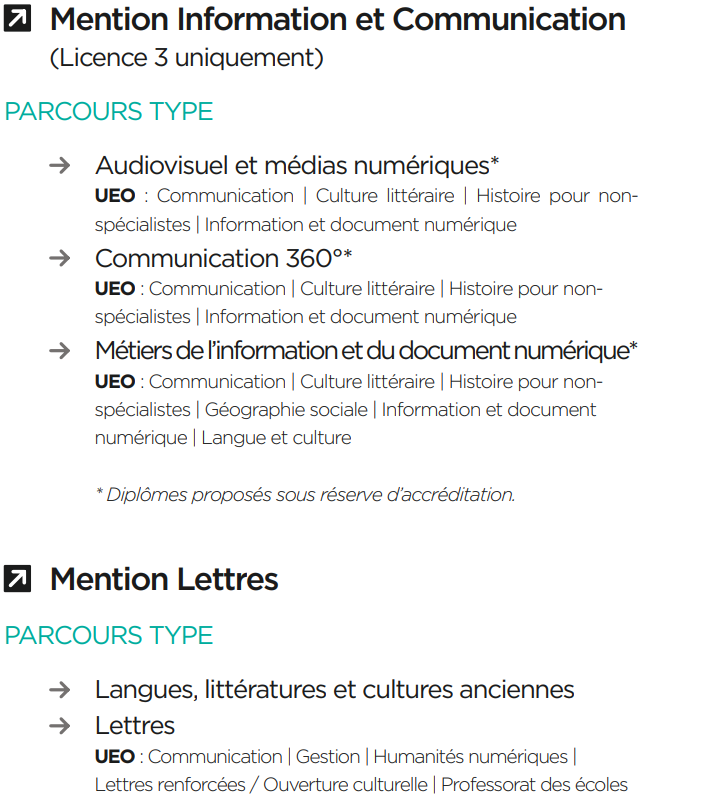 Mention Information et Communication
(Licence 3 uniquement)
PARCOURS TYPE
Audiovisuel et médias numériques*
UEO : Communication | Culture littéraire | Histoire pour non-
spécialistes | Information et document numérique
Communication 360°*
UEO : Communication | Culture littéraire | Histoire pour non-
spécialistes | Information et document numérique
Métiers de l’information et du document numérique*
UEO : Communication | Culture littéraire | Histoire pour non-
spécialistes | Géographie sociale | Information et document
numérique | Langue et culture
* Diplômes proposés sous réserve d’accréditation.
Mention Lettres
PARCOURS TYPE
Langues, littératures et cultures anciennes
Lettres
UEO : Communication | Gestion | Humanités numériques |
Lettres renforcées / Ouverture culturelle | Professorat des écoles